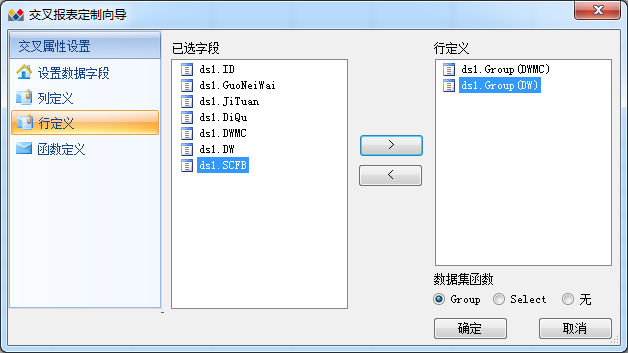 交叉报表定制向导
交叉属性设置
设置数据字段
列定义
行定义
函数定义
已选字段
ds1.ID
ds1.GuoNeiWai
ds1.JiTuan
ds1.DiQu
ds1.DWMC
ds1.DW
ds1.SCFB
>
<
行定义
ds1.Group(DWMC)
ds1.Group(DW)
数据集函数
Group Select 无
确定 取消